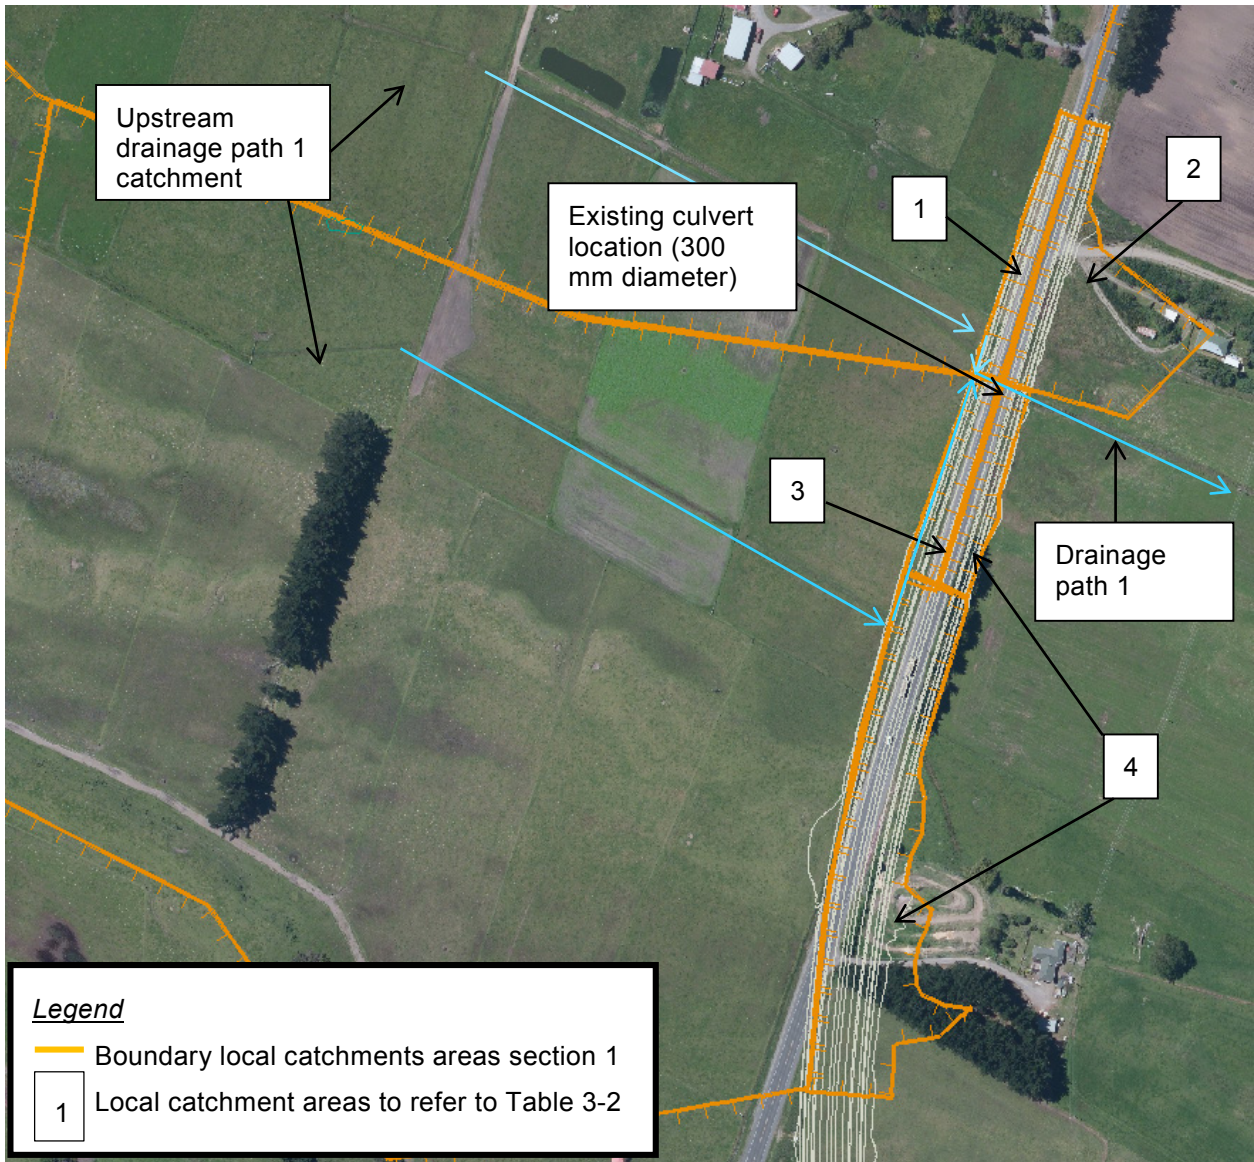 Upstream
drainage path 1
catchment
Existing culvert
location (300
mm diameter)
1
2
3
Drainage
path 1
4
Legend
Boundary local catchments areas section 1
1
Local catchment areas to refer to Table 3-2